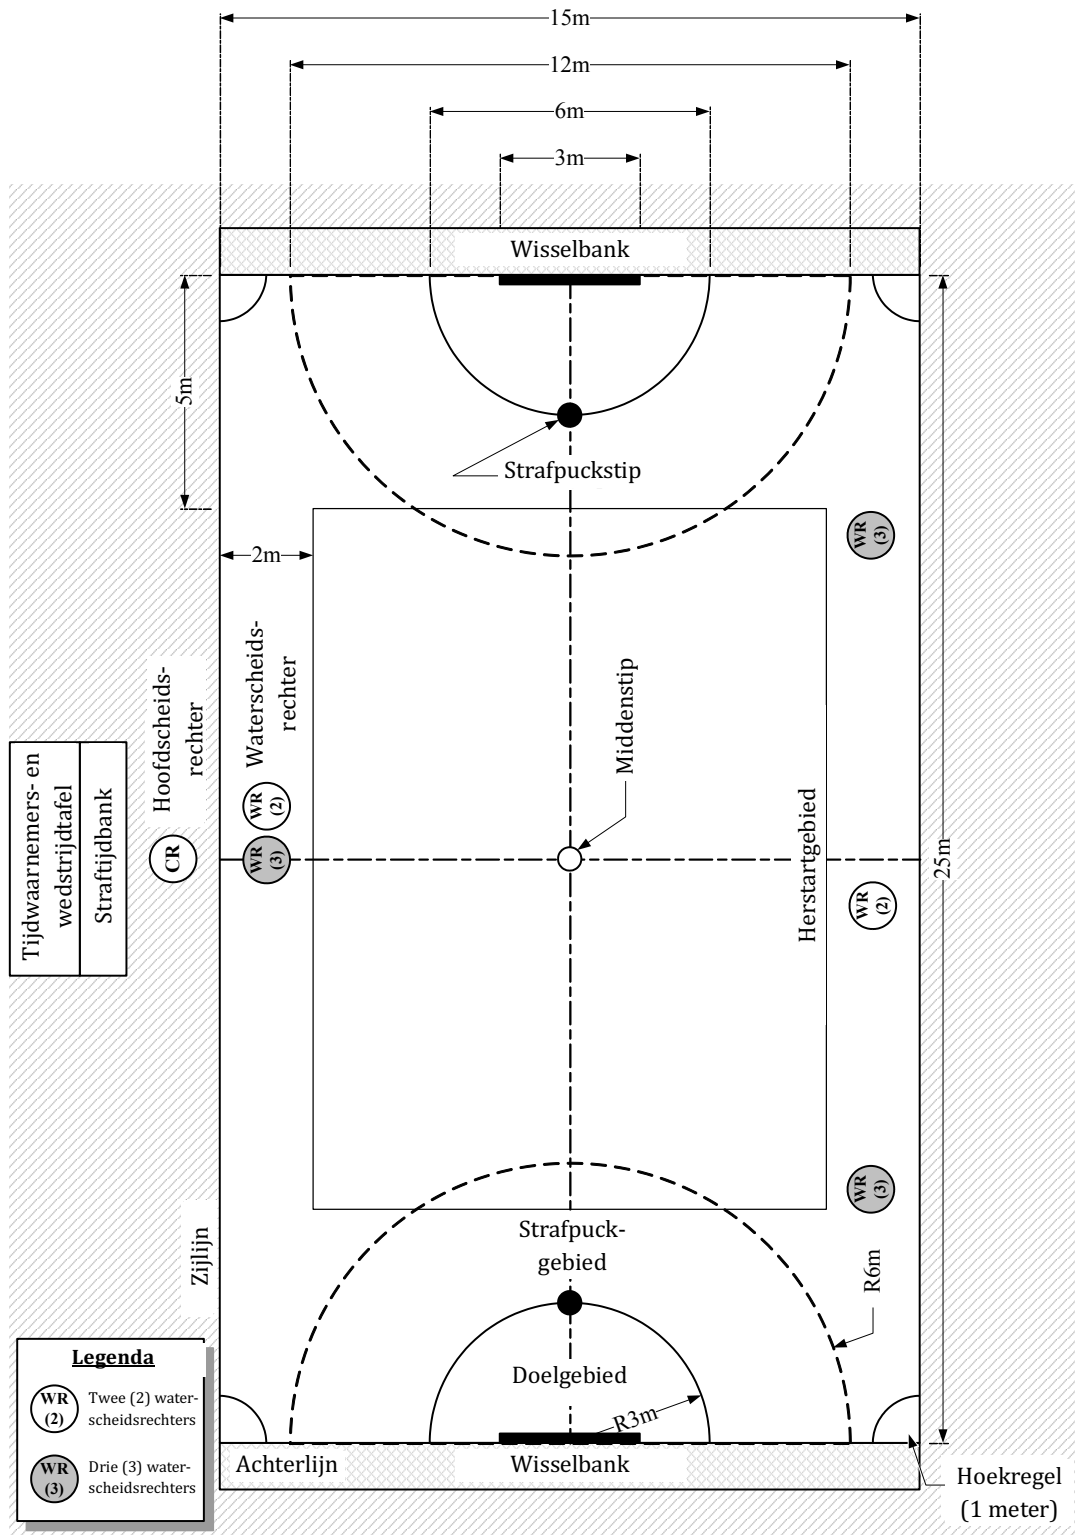 15m
12m
6m
3m
Wisselbank
5m
Strafpuckstip
WR
(3)
2m
Waterscheids-
rechter
Hoofdscheids-
rechter
Middenstip
Tijdwaarnemers- en
wedstrijdtafel
Straftijdbank
CR
WR
(2)
WR
(3)
Herstartgebied
WR
(2)
25m
WR
(3)
Strafpuck-
gebied
Zijlijn
R6m
Legenda
WR
(2)
Twee (2) water-
scheidsrechters
WR
(3)
Drie (3) water-
scheidsrechters
Doelgebied
R3m
Achterlijn
Wisselbank
Hoekregel
(1 meter)